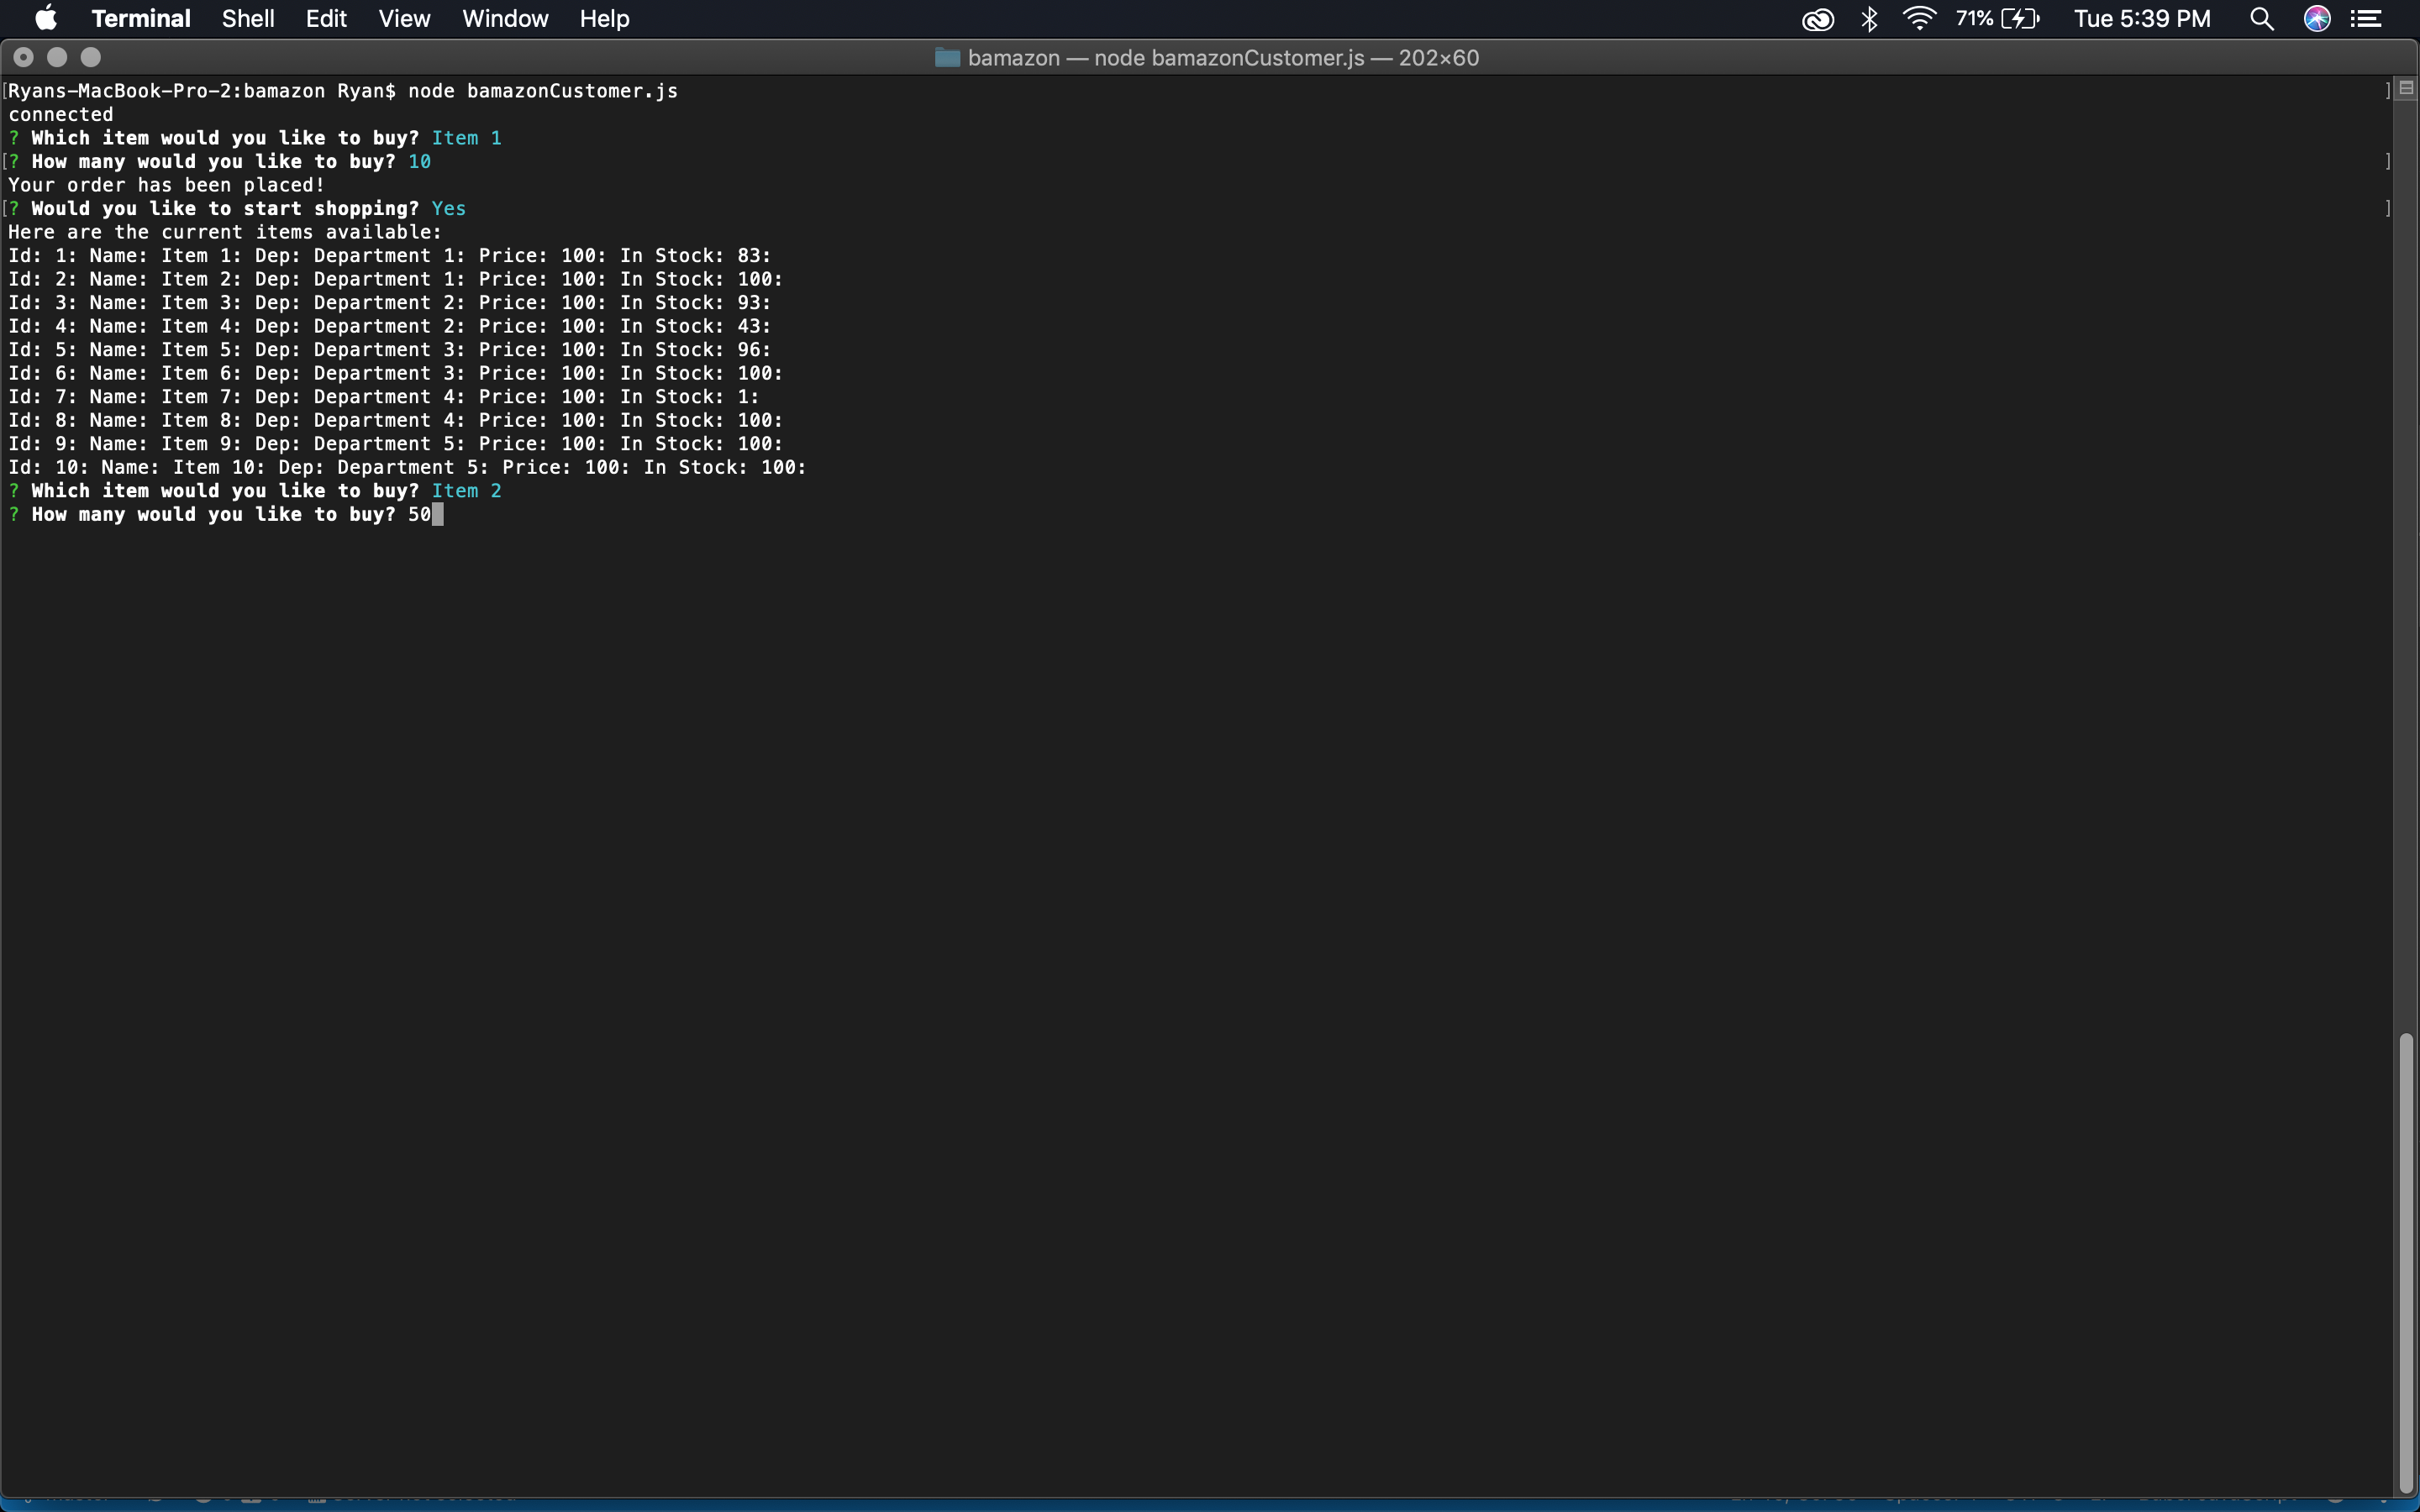 Terminal Shell Edit View Window Help 71% Tue 5:39 PM
bamazon — node bamazonCustomer.js — 202×60
[Ryans-MacBook-Pro-2:bamazon Ryan$ node bamazonCustomer.js ]
connected
? Which item would you like to buy? Item 1
[? How many would you like to buy? 10 ]
Your order has been placed!
[? Would you like to start shopping? Yes ]
Here are the current items available:
Id: 1: Name: Item 1: Dep: Department 1: Price: 100: In Stock: 83:
Id: 2: Name: Item 2: Dep: Department 1: Price: 100: In Stock: 100:
Id: 3: Name: Item 3: Dep: Department 2: Price: 100: In Stock: 93:
Id: 4: Name: Item 4: Dep: Department 2: Price: 100: In Stock: 43:
Id: 5: Name: Item 5: Dep: Department 3: Price: 100: In Stock: 96:
Id: 6: Name: Item 6: Dep: Department 3: Price: 100: In Stock: 100:
Id: 7: Name: Item 7: Dep: Department 4: Price: 100: In Stock: 1:
Id: 8: Name: Item 8: Dep: Department 4: Price: 100: In Stock: 100:
Id: 9: Name: Item 9: Dep: Department 5: Price: 100: In Stock: 100:
Id: 10: Name: Item 10: Dep: Department 5: Price: 100: In Stock: 100:
? Which item would you like to buy? Item 2
? How many would you like to buy? 50